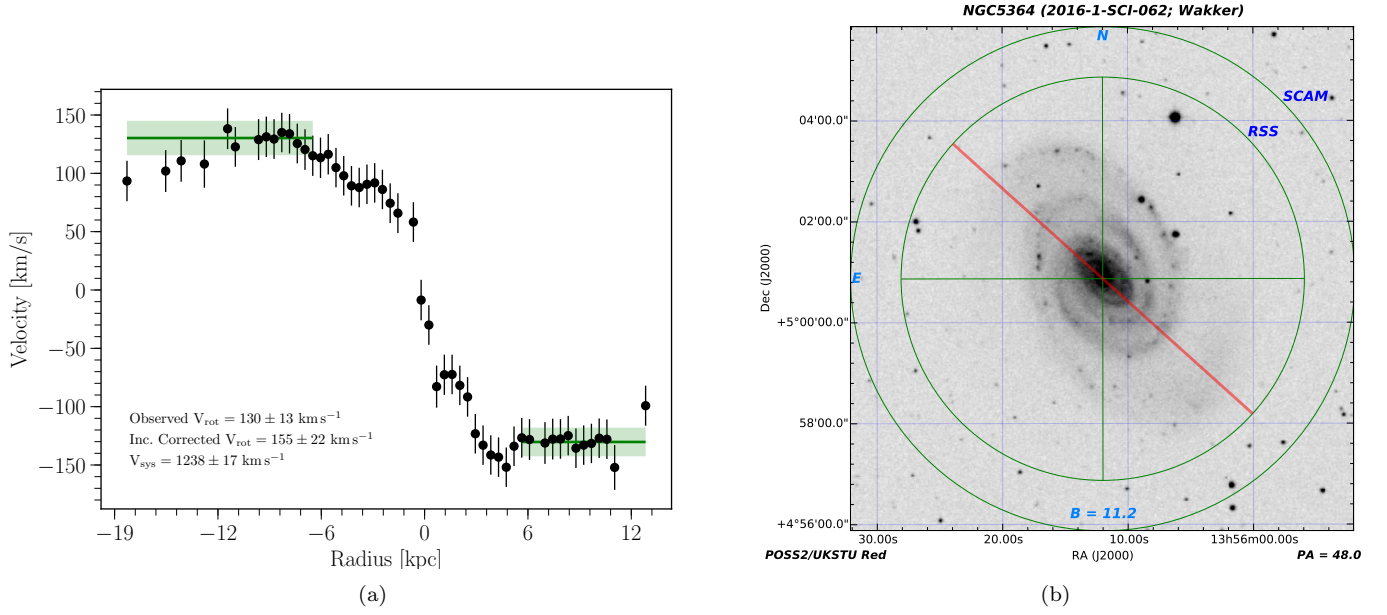 150
100
50
0
−50
−100
−150
Velocity [km/s]
Observed V_rot = 130 ± 13 km s⁻¹
Inc. Corrected V_rot = 155 ± 22 km s⁻¹
V_sys = 1238 ± 17 km s⁻¹
−19 −12 −6 0 6 12
Radius [kpc]
(a)
NGC5364 (2016-1-SCI-062; Wakker)
N
SCAM
RSS
E
B = 11.2
04'00.0"
02'00.0"
+5°00'00.0"
58'00.0"
+4°56'00.0"
Dec (J2000)
30.00s 20.00s 10.00s 13h56m00.00s
POSS2/UKSTU Red RA (J2000) PA = 48.0
(b)